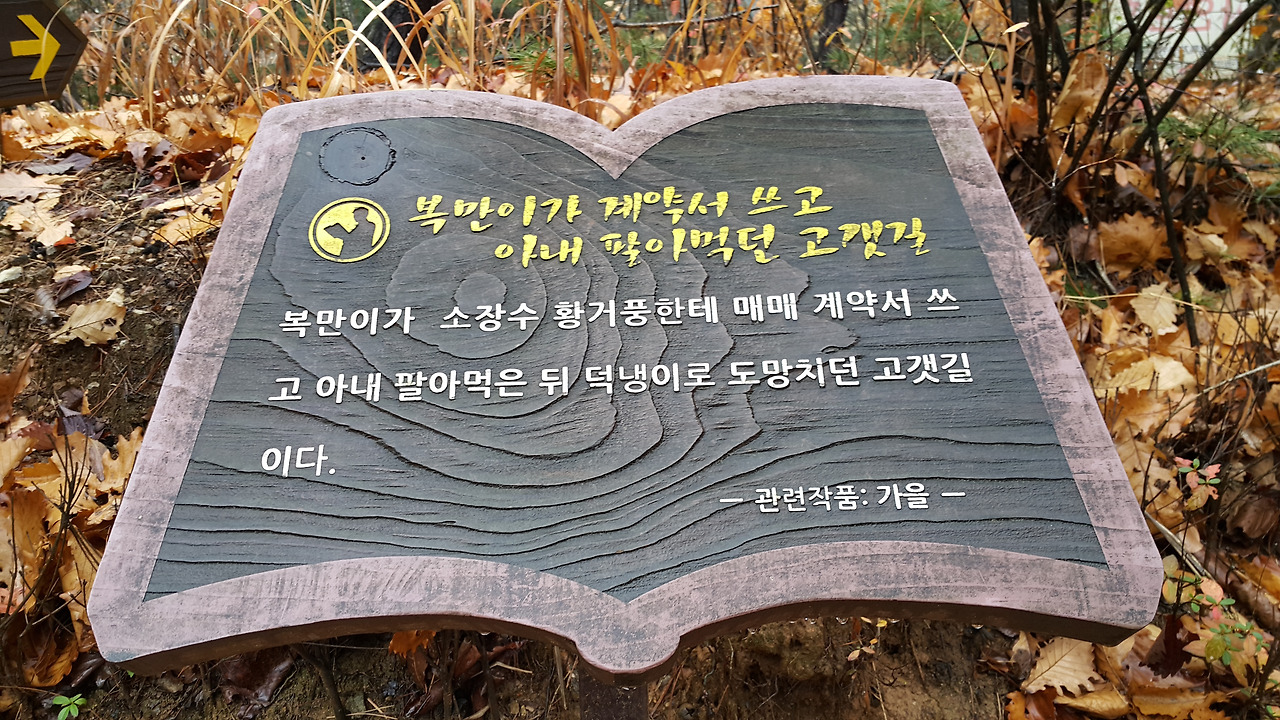 복만이가 계약서 쓰고
아내 팔아먹던 고갯길
복만이가 소장수 황거풍한테 매매 계약서 쓰
고 아내 팔아먹은 뒤 덕냉이로 도망치던 고갯길
이다.
– 관련작품: 가을 –